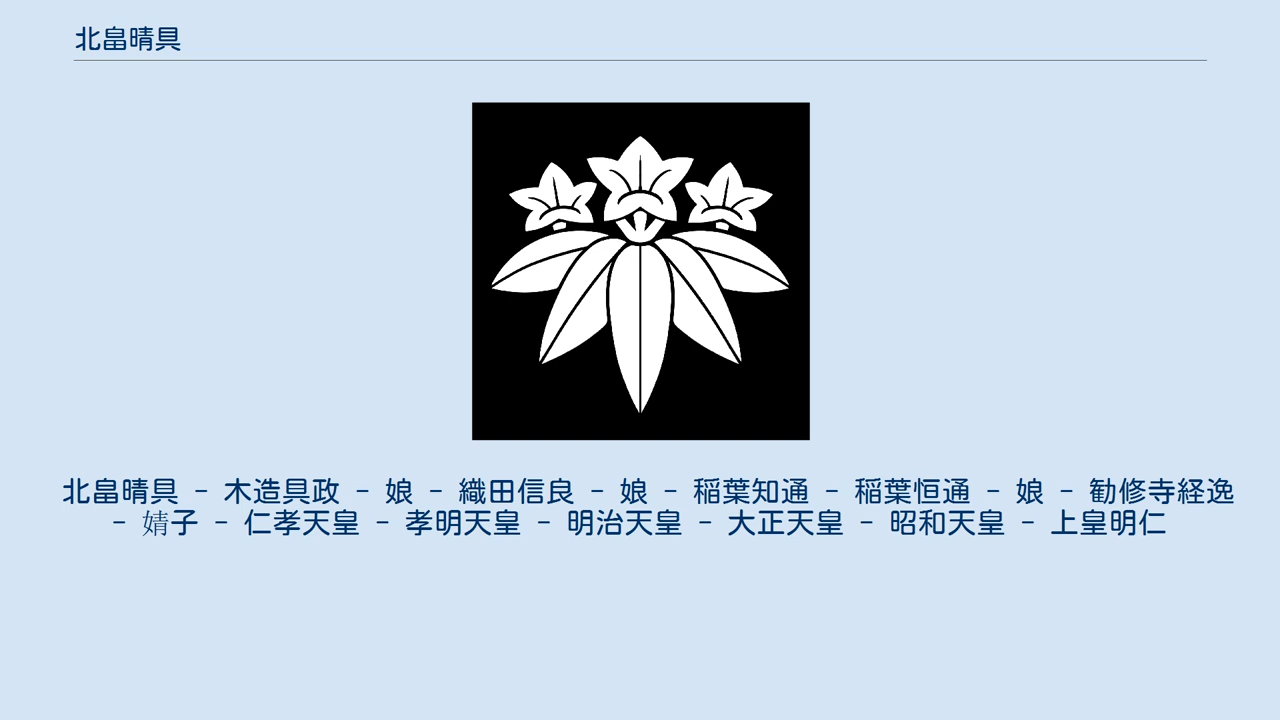 北畠晴具
北畠晴具 － 木造具政 － 娘 － 織田信良 － 娘 － 稲葉知通 － 稲葉恒通 － 娘 － 勧修寺経逸
－ 婧子 － 仁孝天皇 － 孝明天皇 － 明治天皇 － 大正天皇 － 昭和天皇 － 上皇明仁